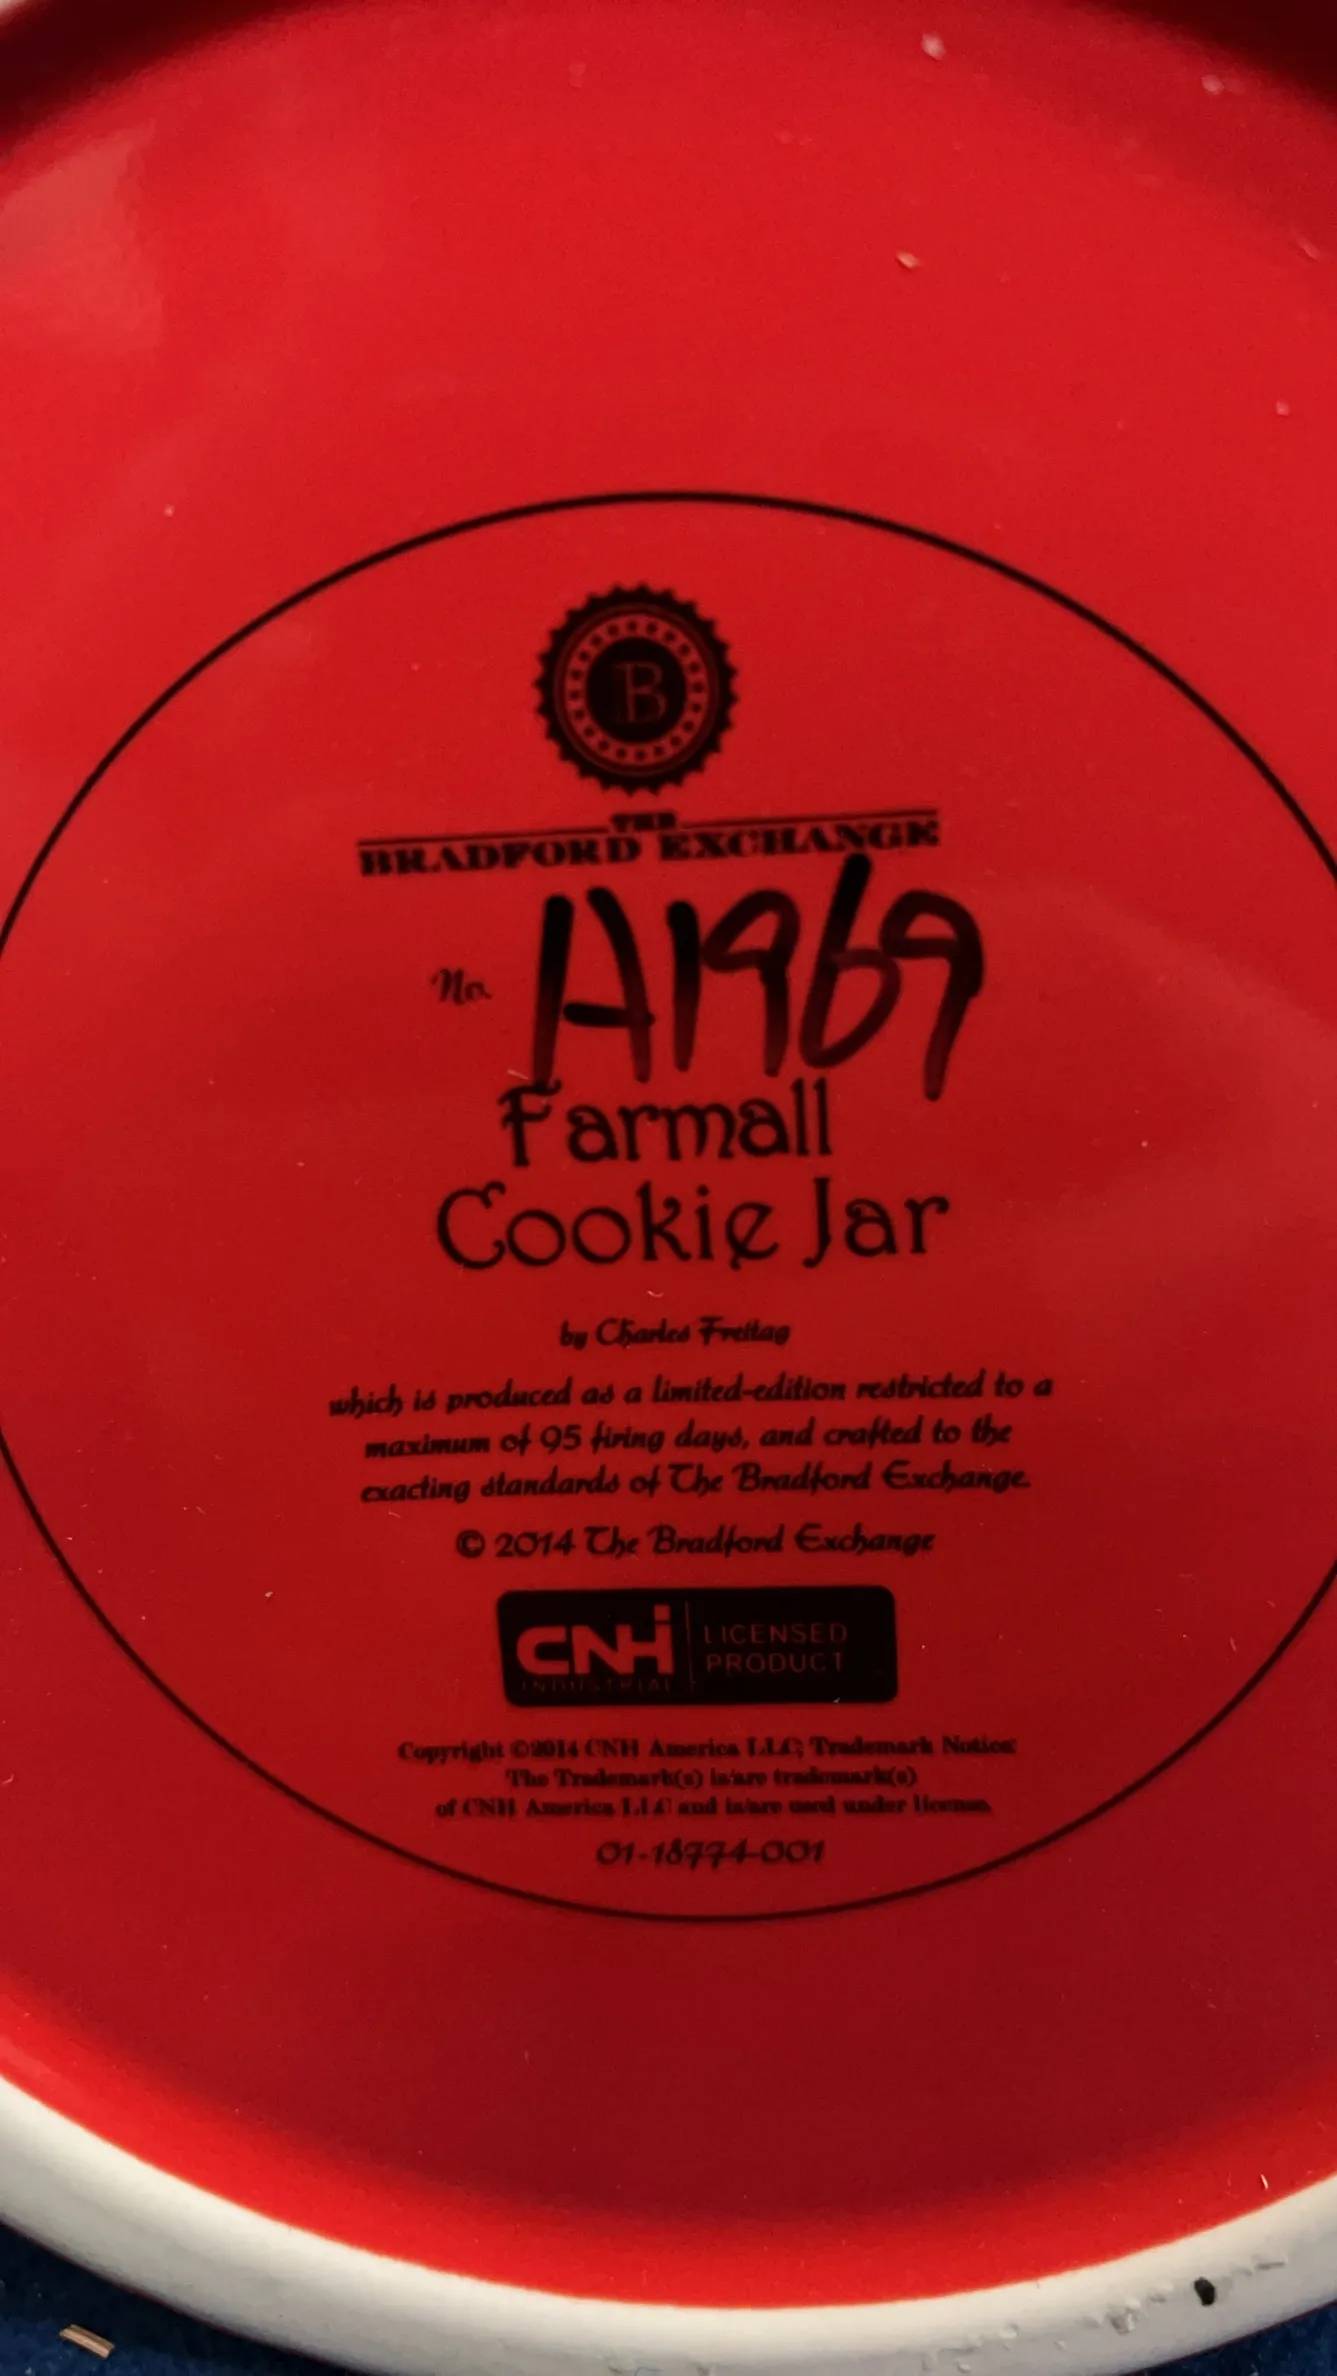 B
THE
BRADFORD EXCHANGE
No. A1969
Farmall
Cookie Jar
by Charles Freitag
which is produced as a limited-edition restricted to a
maximum of 95 firing days, and crafted to the
exacting standards of The Bradford Exchange.
© 2014 The Bradford Exchange
CNH LICENSED
INDUSTRIAL PRODUCT
Copyright ©2014 CNH America LLC; Trademark Notice:
The Trademark(s) is/are trademark(s)
of CNH America LLC and is/are used under license.
01-18774-001